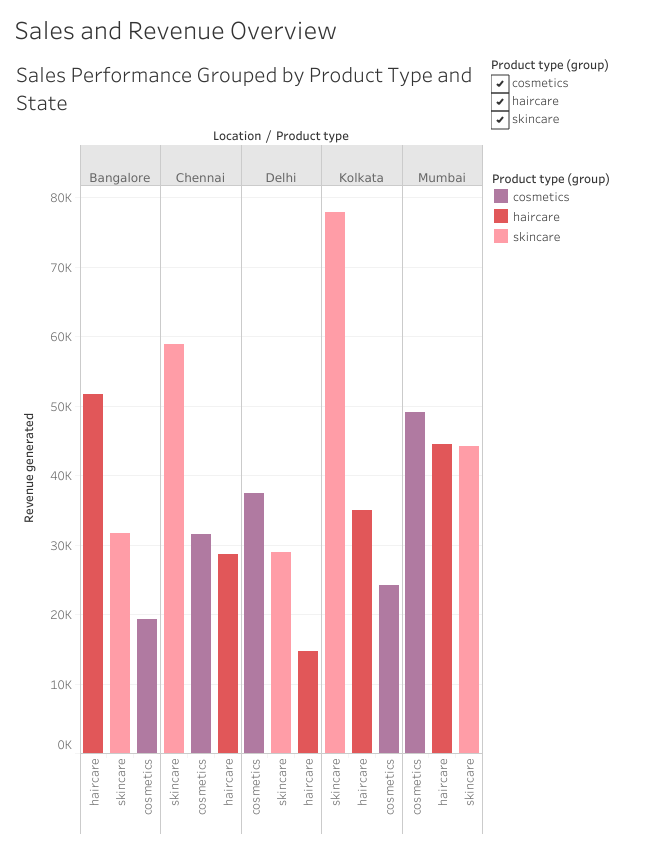 Sales and Revenue Overview
Sales Performance Grouped by Product Type and
State
Product type (group)
cosmetics
haircare
skincare
Location / Product type
Bangalore
Chennai
Delhi
Kolkata
Mumbai
Product type (group)
cosmetics
haircare
skincare
80K
70K
60K
50K
40K
30K
20K
10K
0K
Revenue generated
haircare
skincare
cosmetics
skincare
cosmetics
haircare
cosmetics
skincare
haircare
skincare
haircare
cosmetics
cosmetics
haircare
skincare